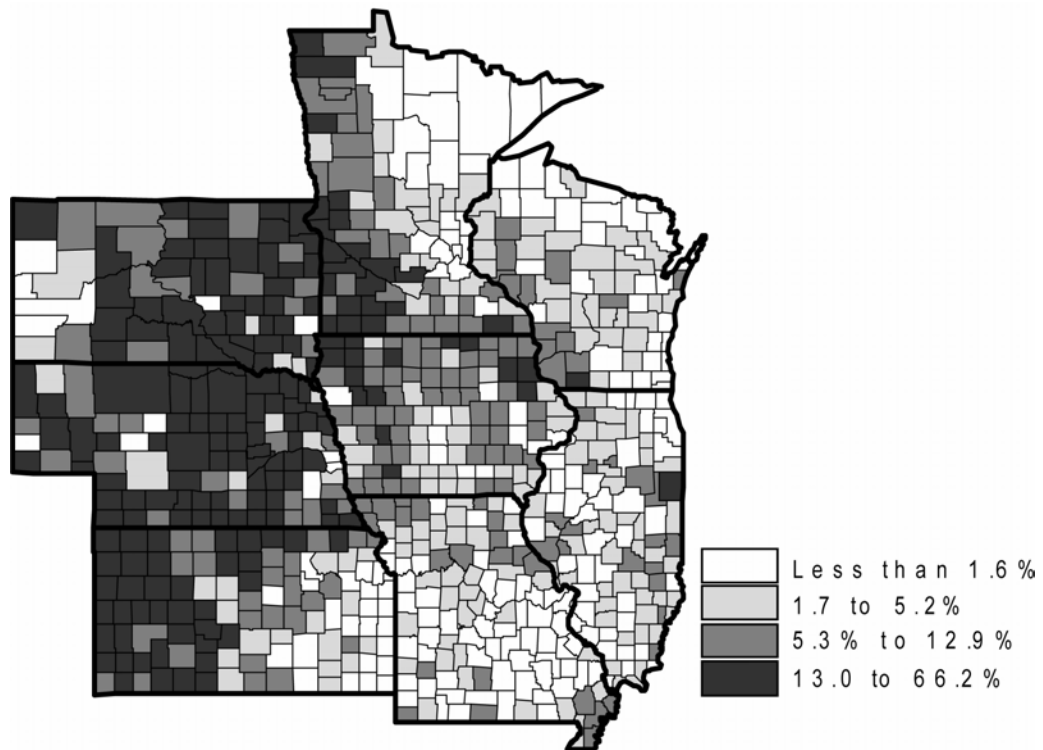 Less than 1.6%
1.7 to 5.2%
5.3% to 12.9%
13.0 to 66.2%